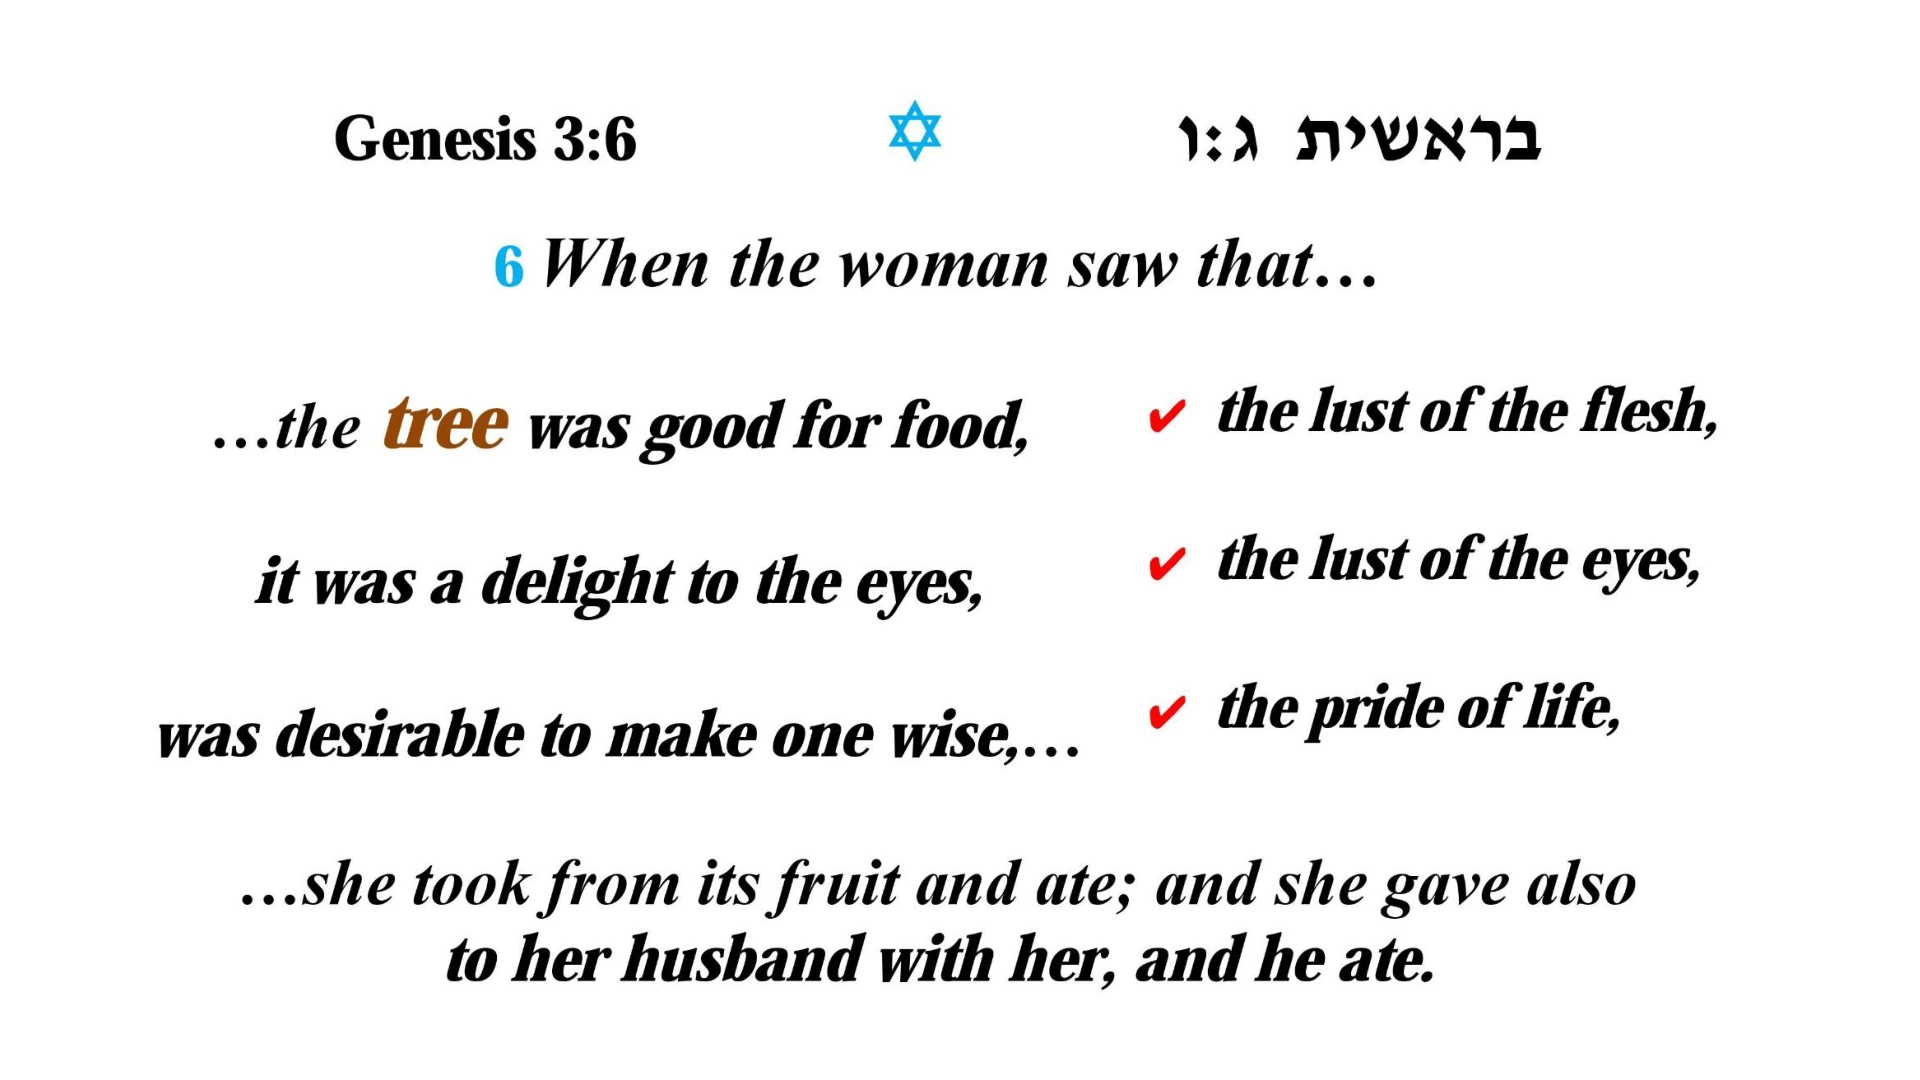 Genesis 3:6 ✡ בראשית ג:ו
6 When the woman saw that…
…the tree was good for food,
✔ the lust of the flesh,
it was a delight to the eyes,
✔ the lust of the eyes,
was desirable to make one wise,…
✔ the pride of life,
…she took from its fruit and ate; and she gave also
to her husband with her, and he ate.